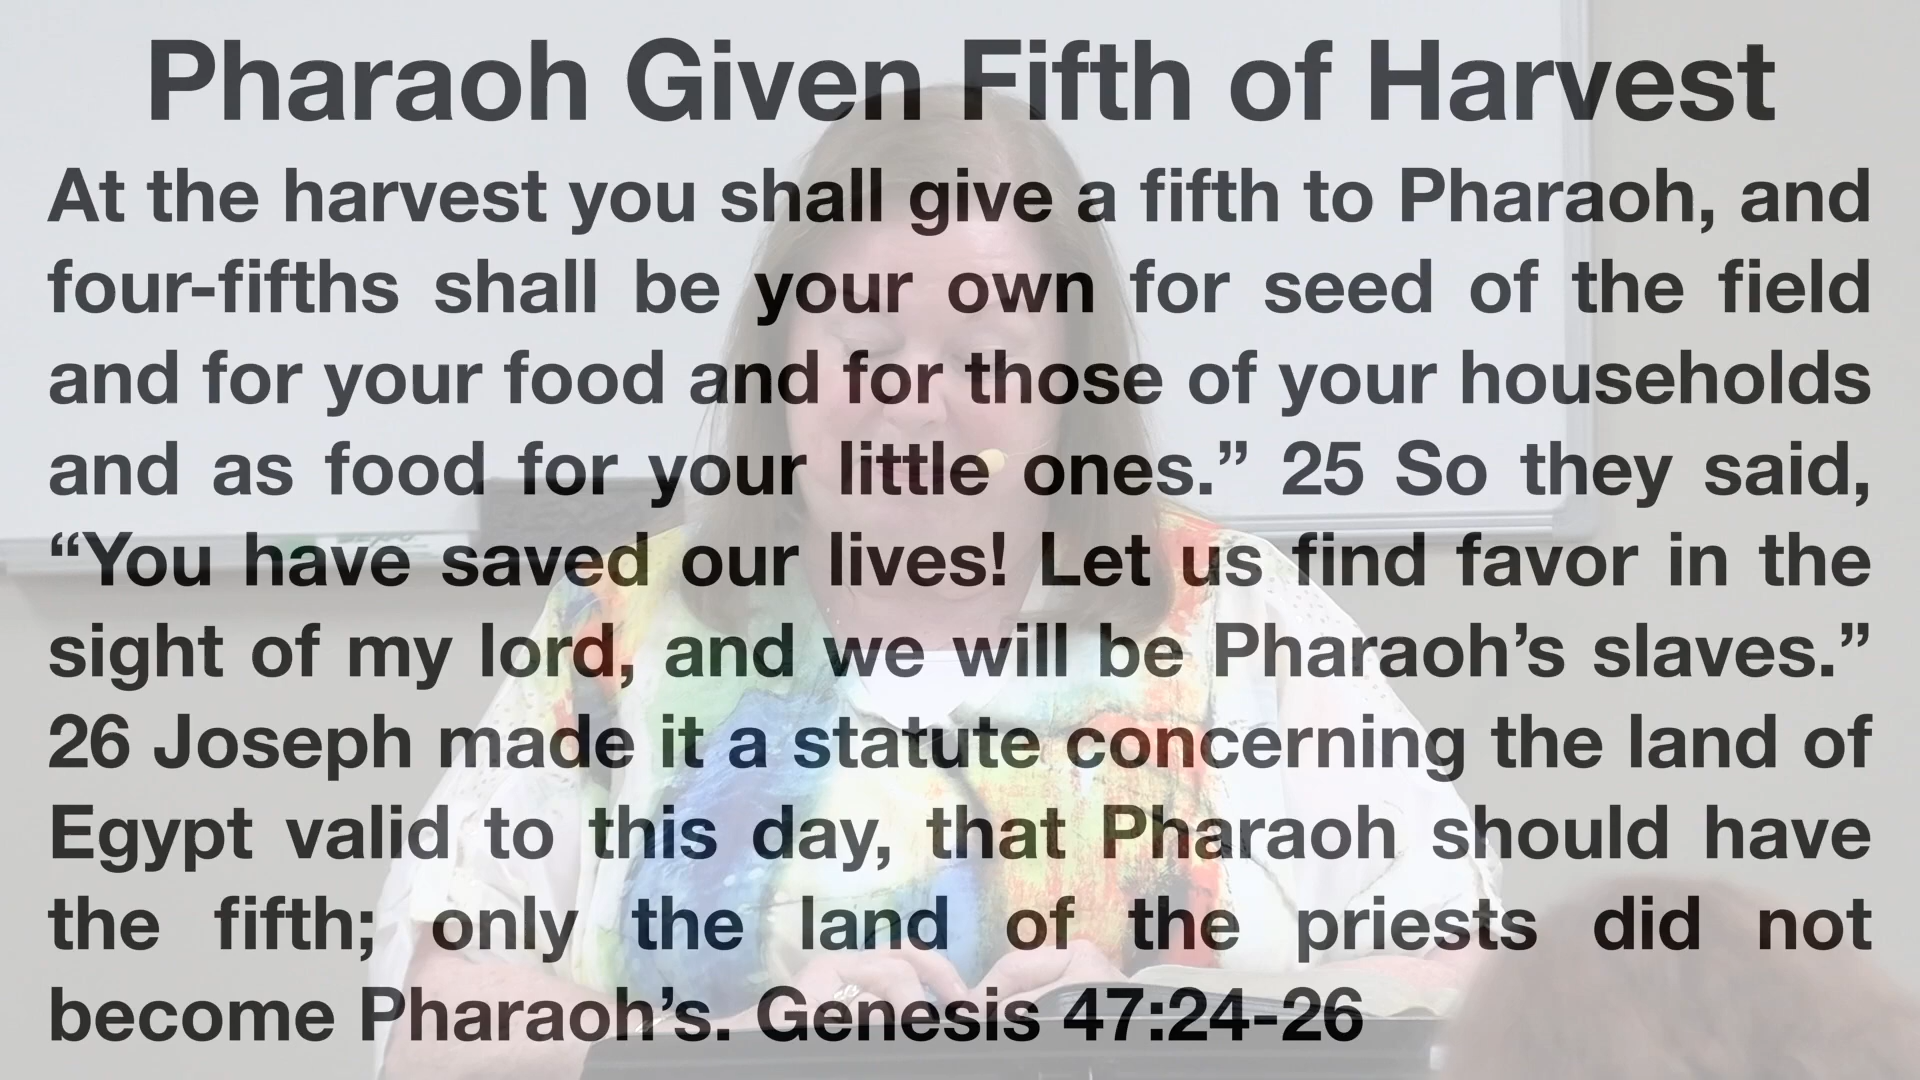 Pharaoh Given Fifth of Harvest
At the harvest you shall give a fifth to Pharaoh, and
four-fifths shall be your own for seed of the field
and for your food and for those of your households
and as food for your little ones.” 25 So they said,
“You have saved our lives! Let us find favor in the
sight of my lord, and we will be Pharaoh’s slaves.”
26 Joseph made it a statute concerning the land of
Egypt valid to this day, that Pharaoh should have
the fifth; only the land of the priests did not
become Pharaoh’s. Genesis 47:24-26